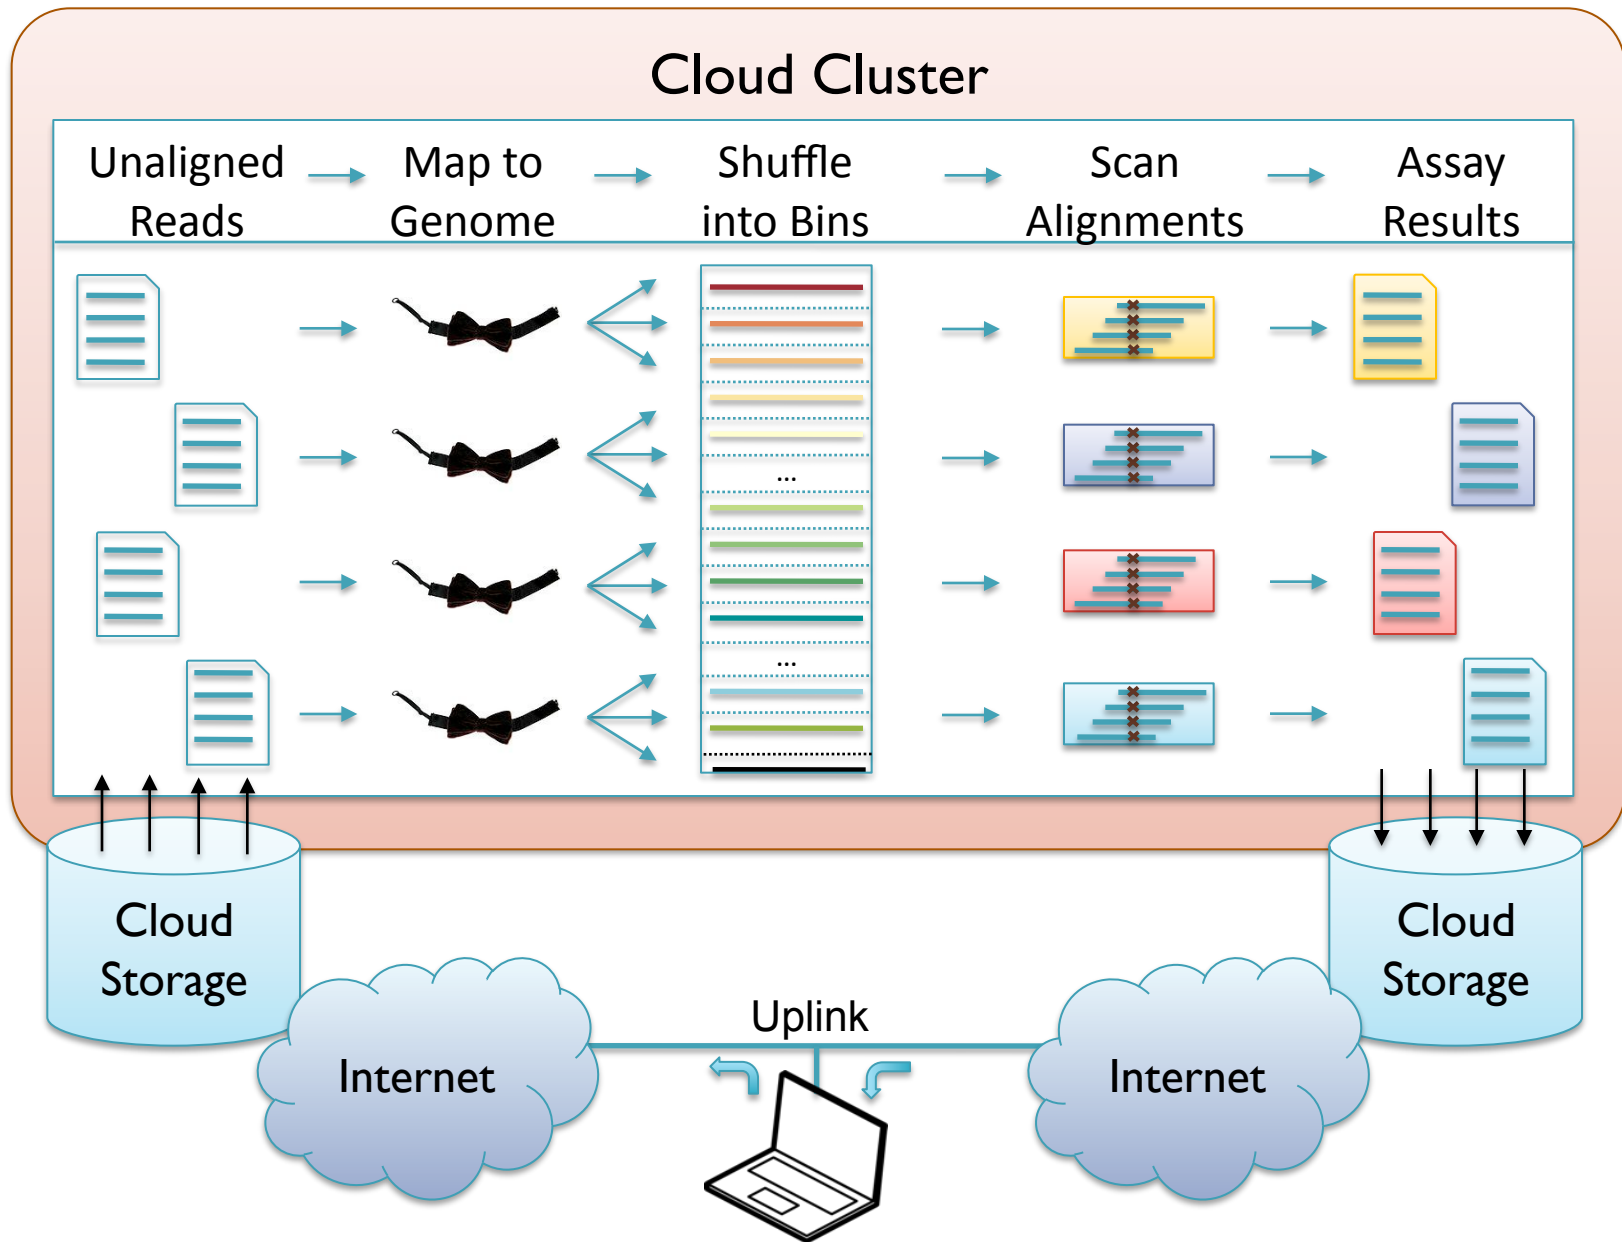 Cloud Cluster
Unaligned
Reads
Map to
Genome
Shuffle
into Bins
Scan
Alignments
Assay
Results
...
...
Cloud
Storage
Cloud
Storage
Uplink
Internet
Internet